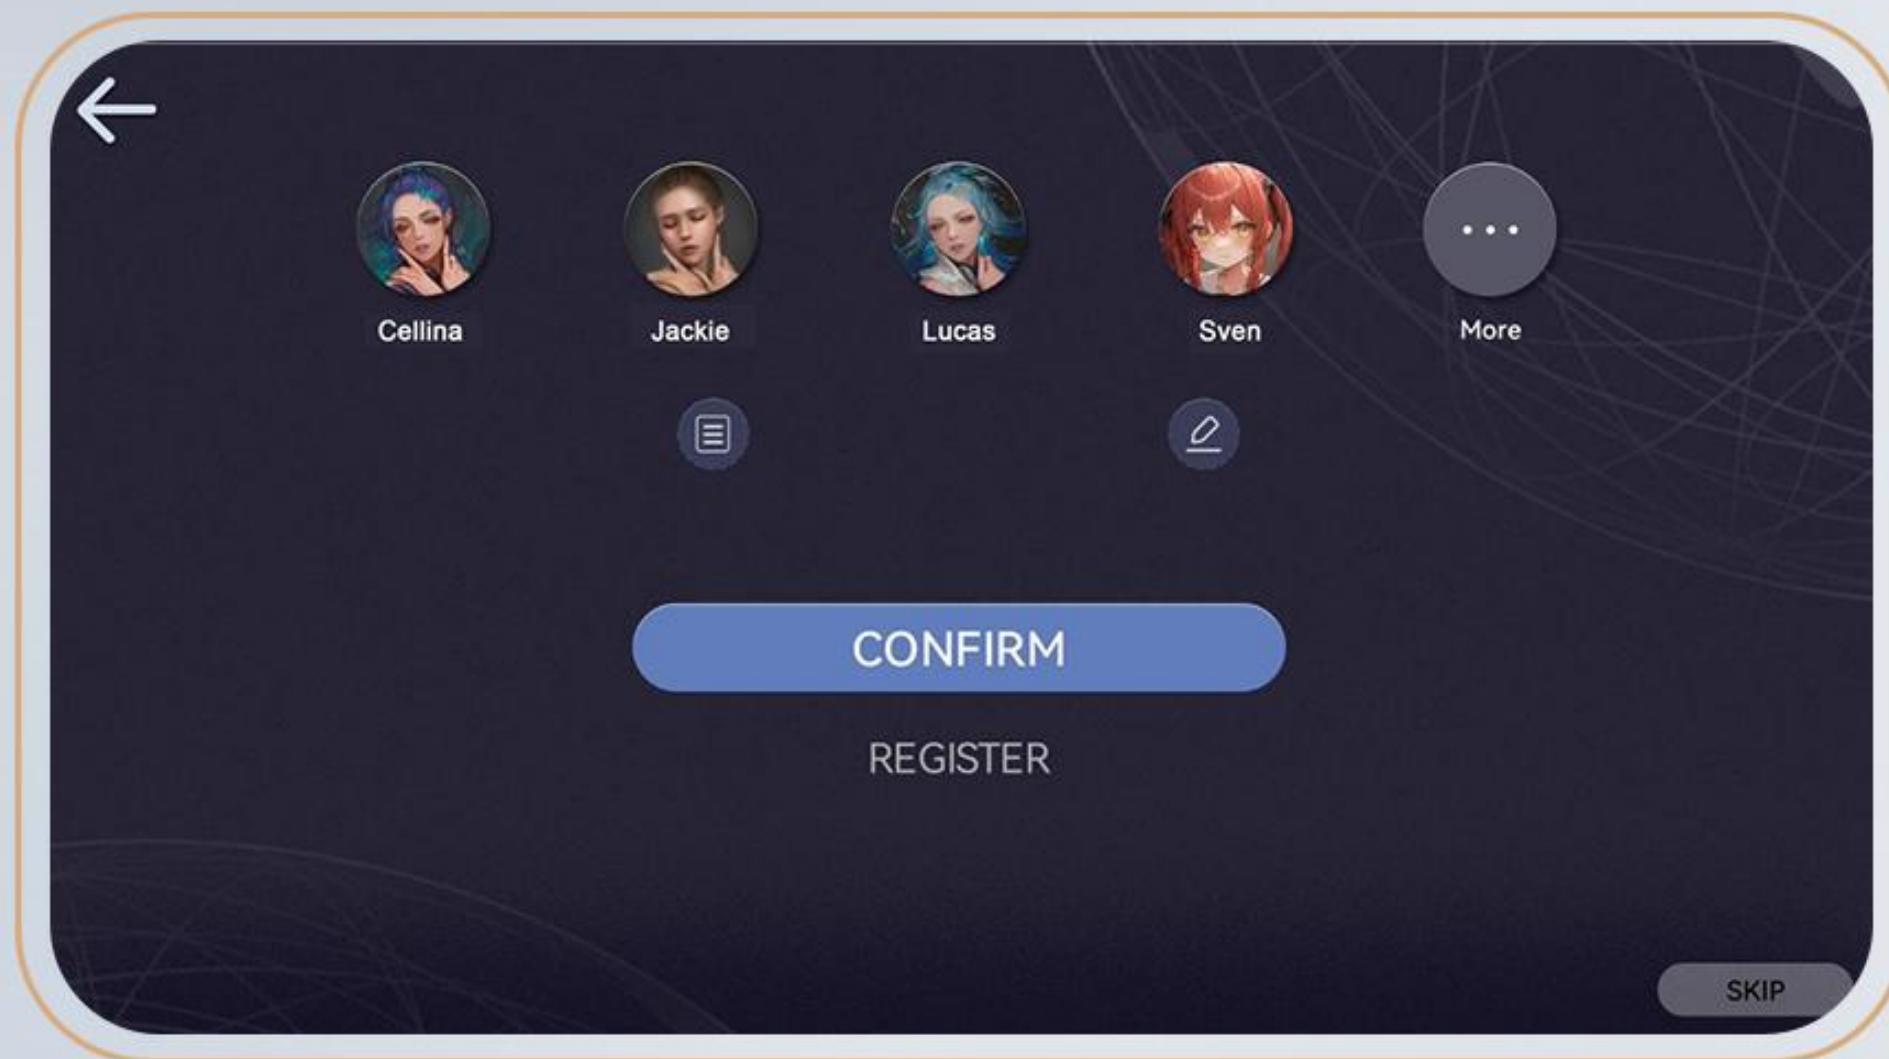 Cellina
Jackie
Lucas
Sven
More
CONFIRM
REGISTER
SKIP